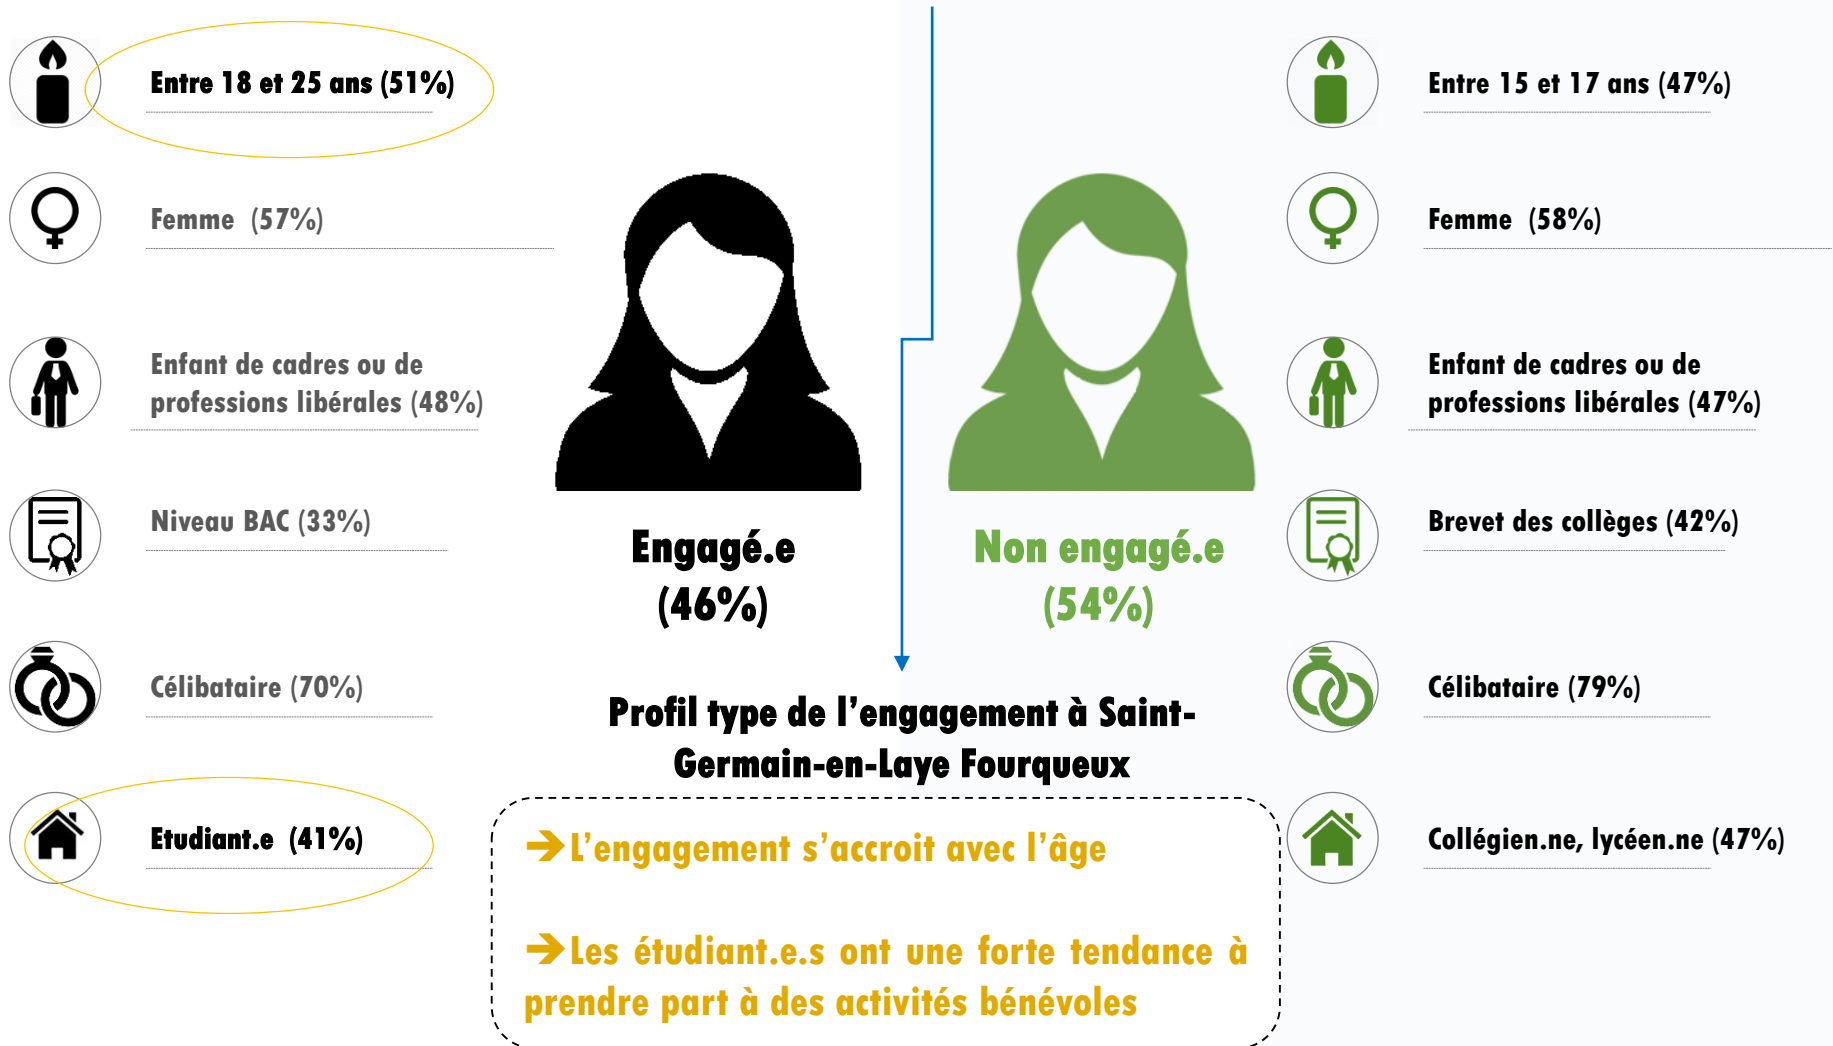 Entre 18 et 25 ans (51%)
Femme (57%)
Enfant de cadres ou de
professions libérales (48%)
Niveau BAC (33%)
Célibataire (70%)
Etudiant.e (41%)
Engagé.e
(46%)
Non engagé.e
(54%)
Profil type de l’engagement à Saint-
Germain-en-Laye Fourqueux
➔L’engagement s’accroit avec l’âge
➔Les étudiant.e.s ont une forte tendance à
prendre part à des activités bénévoles
Entre 15 et 17 ans (47%)
Femme (58%)
Enfant de cadres ou de
professions libérales (47%)
Brevet des collèges (42%)
Célibataire (79%)
Collégien.ne, lycéen.ne (47%)